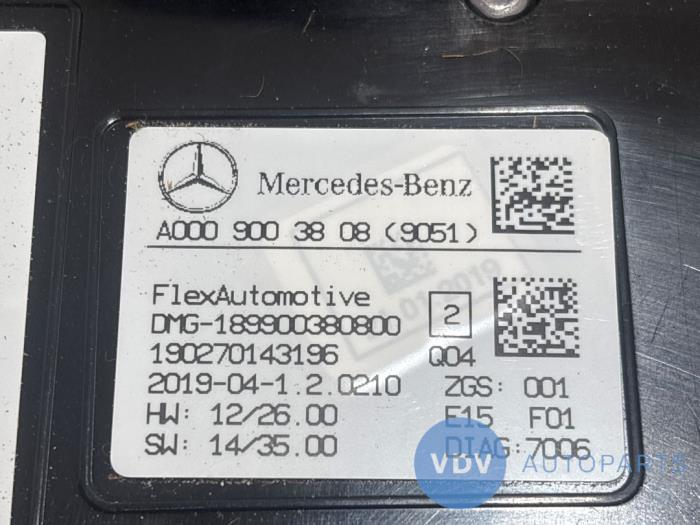 Mercedes-Benz
A000 900 38 08 (9051)
FlexAutomotive
DMG-189900380800 2
190270143196 Q04
2019-04-1.2.0210 ZGS: 001
HW: 12/26.00 E15 F01
SW: 14/35.00 DIAG:7006
VDV AUTOPARTS